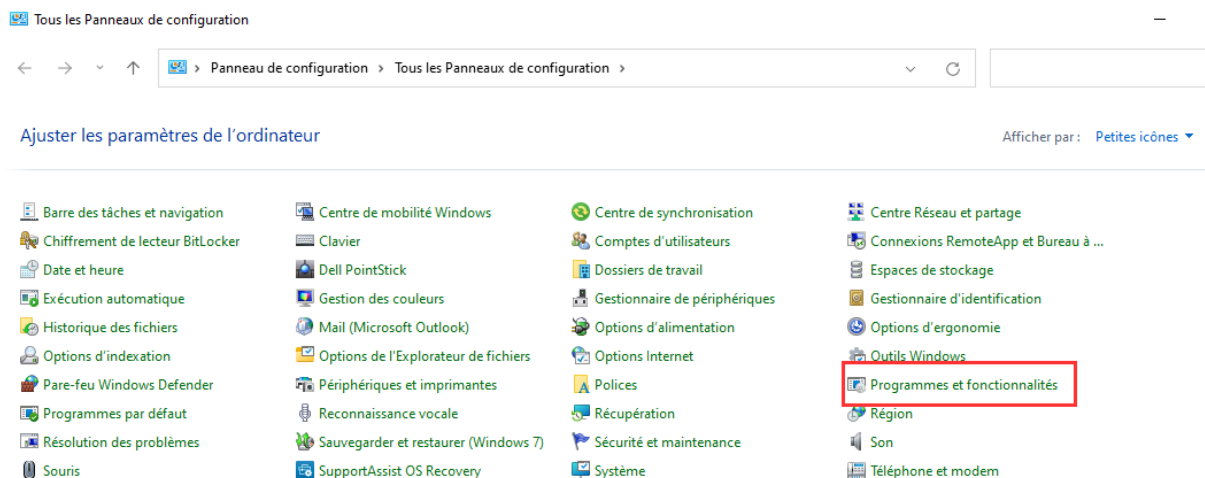 Tous les Panneaux de configuration
Panneau de configuration > Tous les Panneaux de configuration >
Ajuster les paramètres de l'ordinateur
Afficher par : Petites icônes
Barre des tâches et navigation Centre de mobilité Windows Centre de synchronisation Centre Réseau et partage
Chiffrement de lecteur BitLocker Clavier Comptes d'utilisateurs Connexions RemoteApp et Bureau à ...
Date et heure Dell PointStick Dossiers de travail Espaces de stockage
Exécution automatique Gestion des couleurs Gestionnaire de périphériques Gestionnaire d'identification
Historique des fichiers Mail (Microsoft Outlook) Options d'alimentation Options d'ergonomie
Options d'indexation Options de l'Explorateur de fichiers Options Internet Outils Windows
Pare-feu Windows Defender Périphériques et imprimantes Polices Programmes et fonctionnalités
Programmes par défaut Reconnaissance vocale Récupération Région
Résolution des problèmes Sauvegarder et restaurer (Windows 7) Sécurité et maintenance Son
Souris SupportAssist OS Recovery Système Téléphone et modem